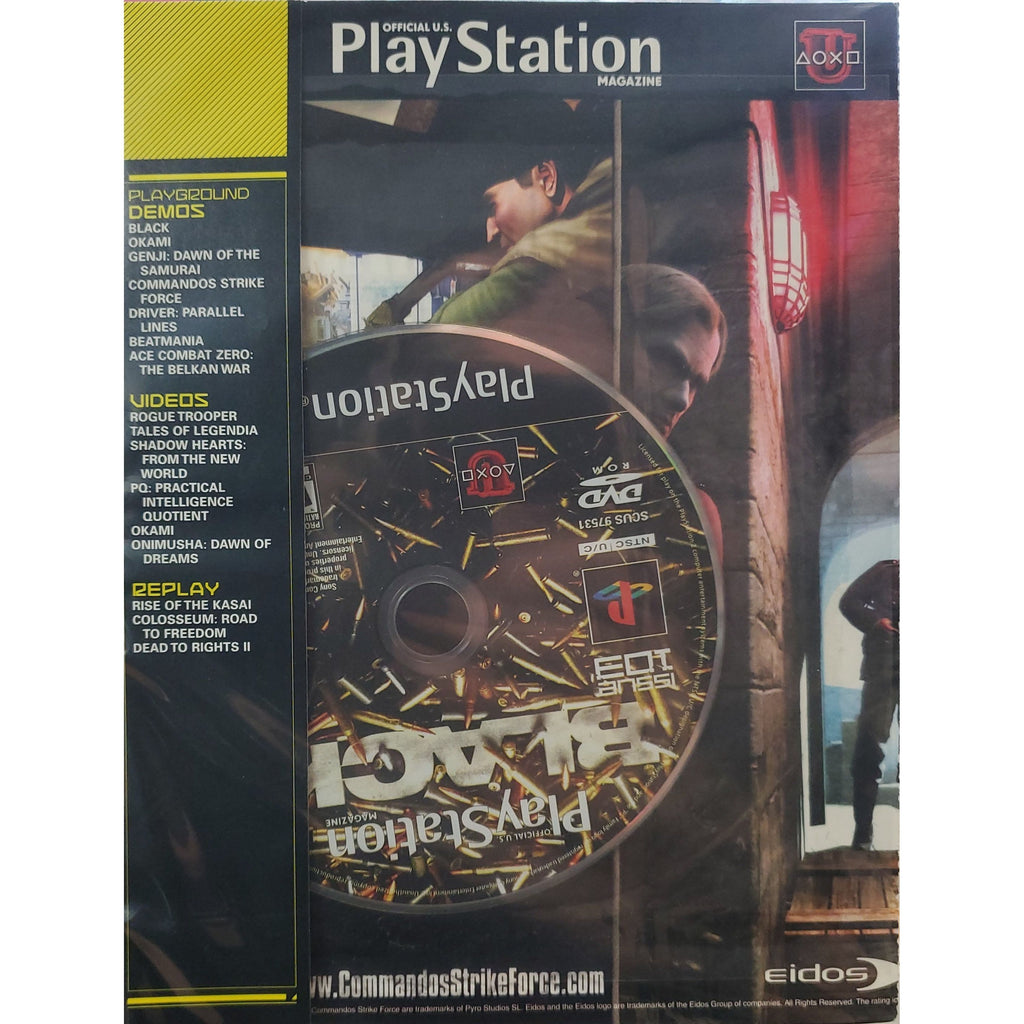 OFFICIAL U.S.
PlayStation
MAGAZINE
PLAYGROUND
DEMOS
BLACK
OKAMI
GENJI: DAWN OF THE
SAMURAI
COMMANDOS STRIKE
FORCE
DRIVER: PARALLEL
LINES
BEATMANIA
ACE COMBAT ZERO:
THE BELKAN WAR
VIDEOS
ROGUE TROOPER
TALES OF LEGENDIA
SHADOW HEARTS:
FROM THE NEW
WORLD
PQ: PRACTICAL
INTELLIGENCE
QUOTIENT
OKAMI
ONIMUSHA: DAWN OF
DREAMS
REPLAY
RISE OF THE KASAI
COLOSSEUM: ROAD
TO FREEDOM
DEAD TO RIGHTS II
OFFICIAL U.S.
PlayStation
MAGAZINE
BLAC
ISSUE
103
NTSC U/C
SCUS 97531
DVD
ROM
PlayStation®
ww.CommandosStrikeForce.com
eidos
Commandos Strike Force are trademarks of Pyro Studios SL. Eidos and the Eidos logo are trademarks of the Eidos Group of companies. All Rights Reserved. The rating ic